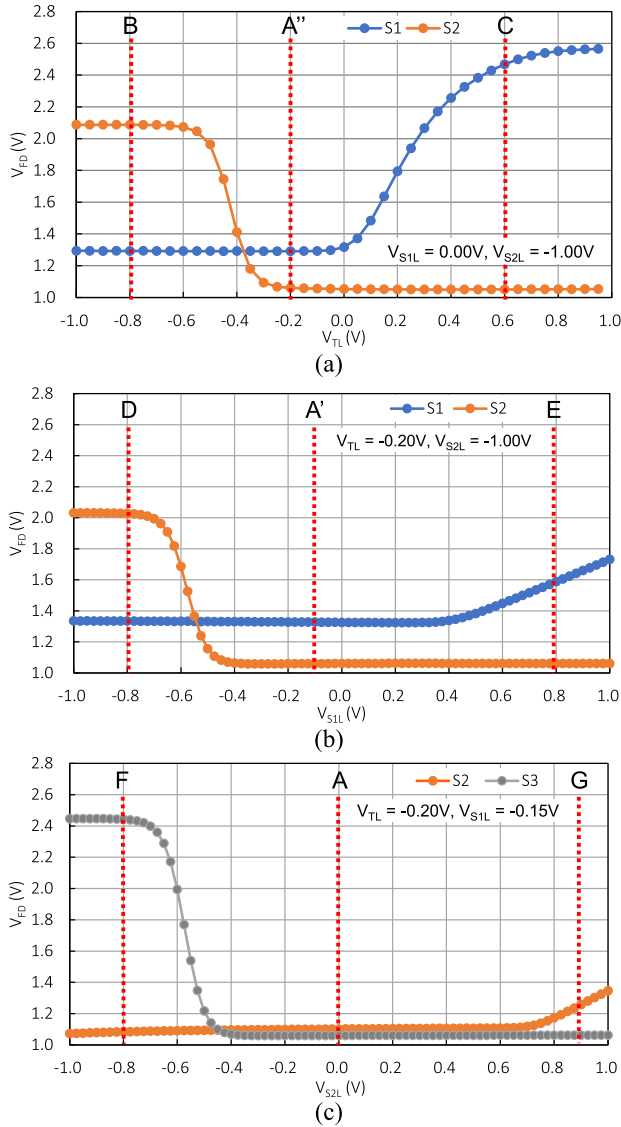 2.8
B
A''
C
S1
S2
2.6
2.4
2.2
2.0
1.8
1.6
1.4
1.2
1.0
V_FD (V)
V_S1L = 0.00V, V_S2L = -1.00V
-1.0 -0.8 -0.6 -0.4 -0.2 0.0 0.2 0.4 0.6 0.8 1.0
V_TL (V)
(a)
2.8
D
A'
E
S1
S2
2.6
V_TL = -0.20V, V_S2L = -1.00V
2.4
2.2
2.0
1.8
1.6
1.4
1.2
1.0
V_FD (V)
-1.0 -0.8 -0.6 -0.4 -0.2 0.0 0.2 0.4 0.6 0.8 1.0
V_S1L (V)
(b)
2.8
F
A
G
S2
S3
2.6
V_TL = -0.20V, V_S1L = -0.15V
2.4
2.2
2.0
1.8
1.6
1.4
1.2
1.0
V_FD (V)
-1.0 -0.8 -0.6 -0.4 -0.2 0.0 0.2 0.4 0.6 0.8 1.0
V_S2L (V)
(c)